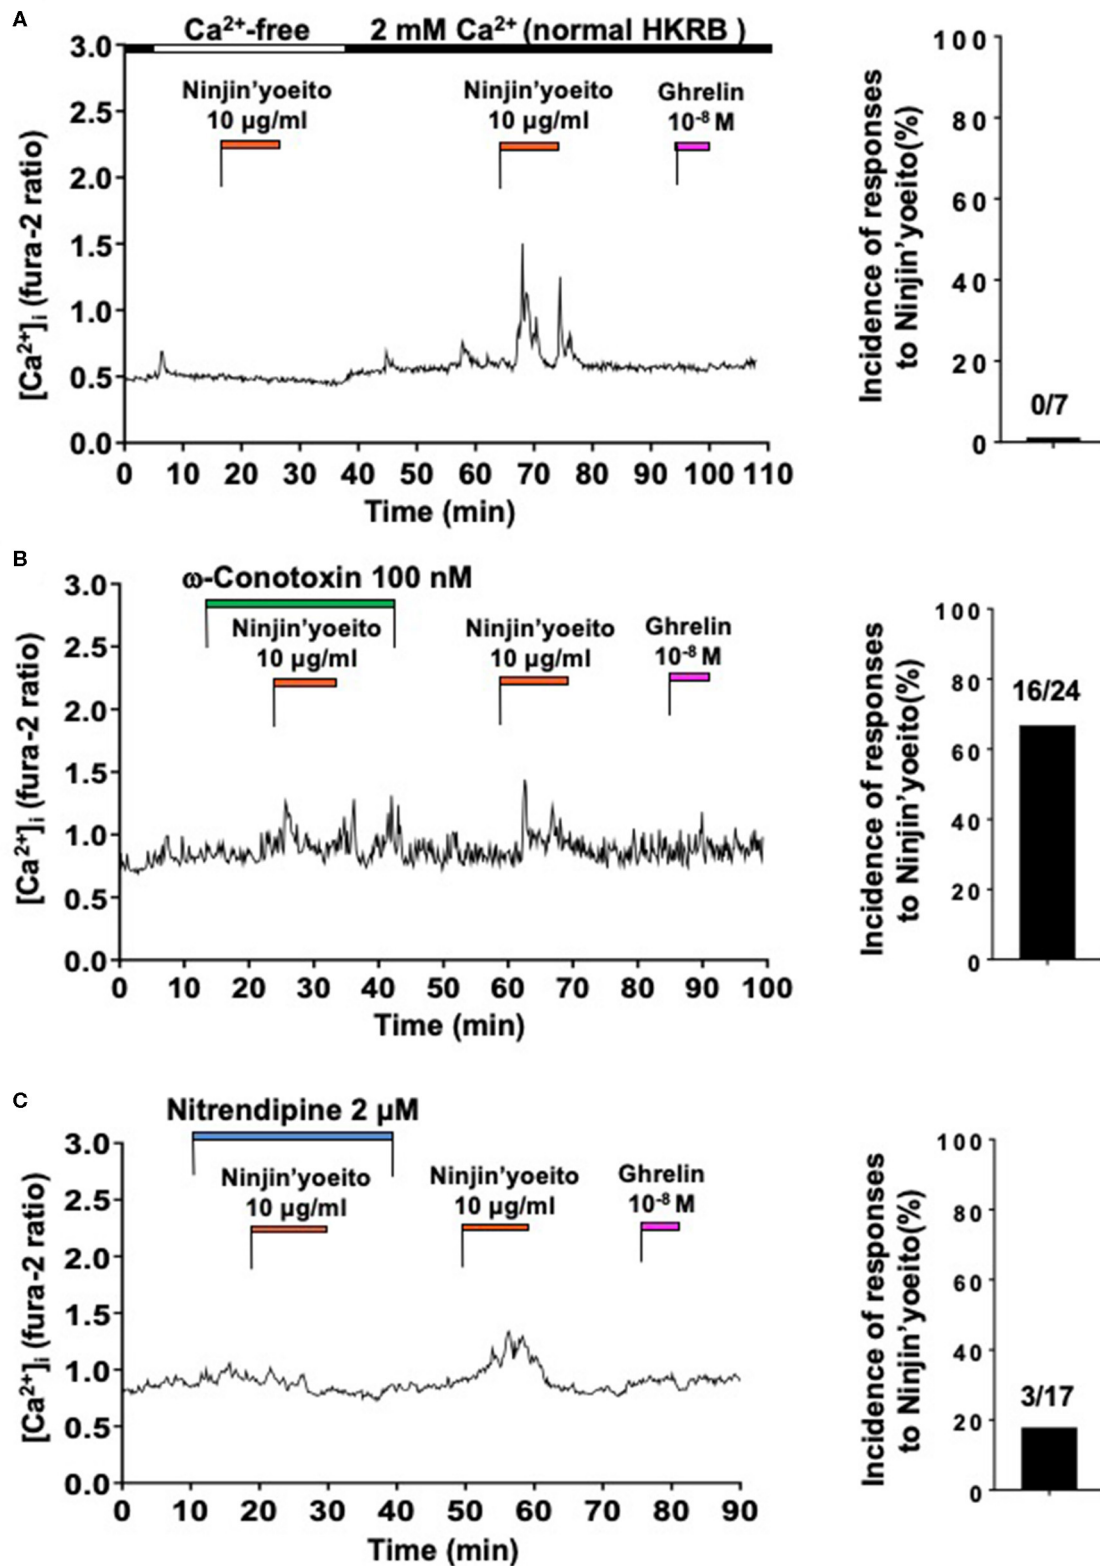 A
Ca²⁺-free
2 mM Ca²⁺ (normal HKRB )
Ninjin’yoeito
10 μg/ml
Ninjin’yoeito
10 μg/ml
Ghrelin
10⁻⁸ M
[Ca²⁺]ᵢ (fura-2 ratio)
3.0
2.5
2.0
1.5
1.0
0.5
0.0
0 10 20 30 40 50 60 70 80 90 100 110
Time (min)
Incidence of responses
to Ninjin’yoeito(%)
100
80
60
40
20
0
0/7
B
ω-Conotoxin 100 nM
Ninjin’yoeito
10 μg/ml
Ninjin’yoeito
10 μg/ml
Ghrelin
10⁻⁸ M
[Ca²⁺]ᵢ (fura-2 ratio)
3.0
2.5
2.0
1.5
1.0
0.5
0.0
0 10 20 30 40 50 60 70 80 90 100
Time (min)
Incidence of responses
to Ninjin’yoeito(%)
100
80
60
40
20
0
16/24
C
Nitrendipine 2 μM
Ninjin’yoeito
10 μg/ml
Ninjin’yoeito
10 μg/ml
Ghrelin
10⁻⁸ M
[Ca²⁺]ᵢ (fura-2 ratio)
3.0
2.5
2.0
1.5
1.0
0.5
0.0
0 10 20 30 40 50 60 70 80 90
Time (min)
Incidence of responses
to Ninjin’yoeito(%)
100
80
60
40
20
0
3/17